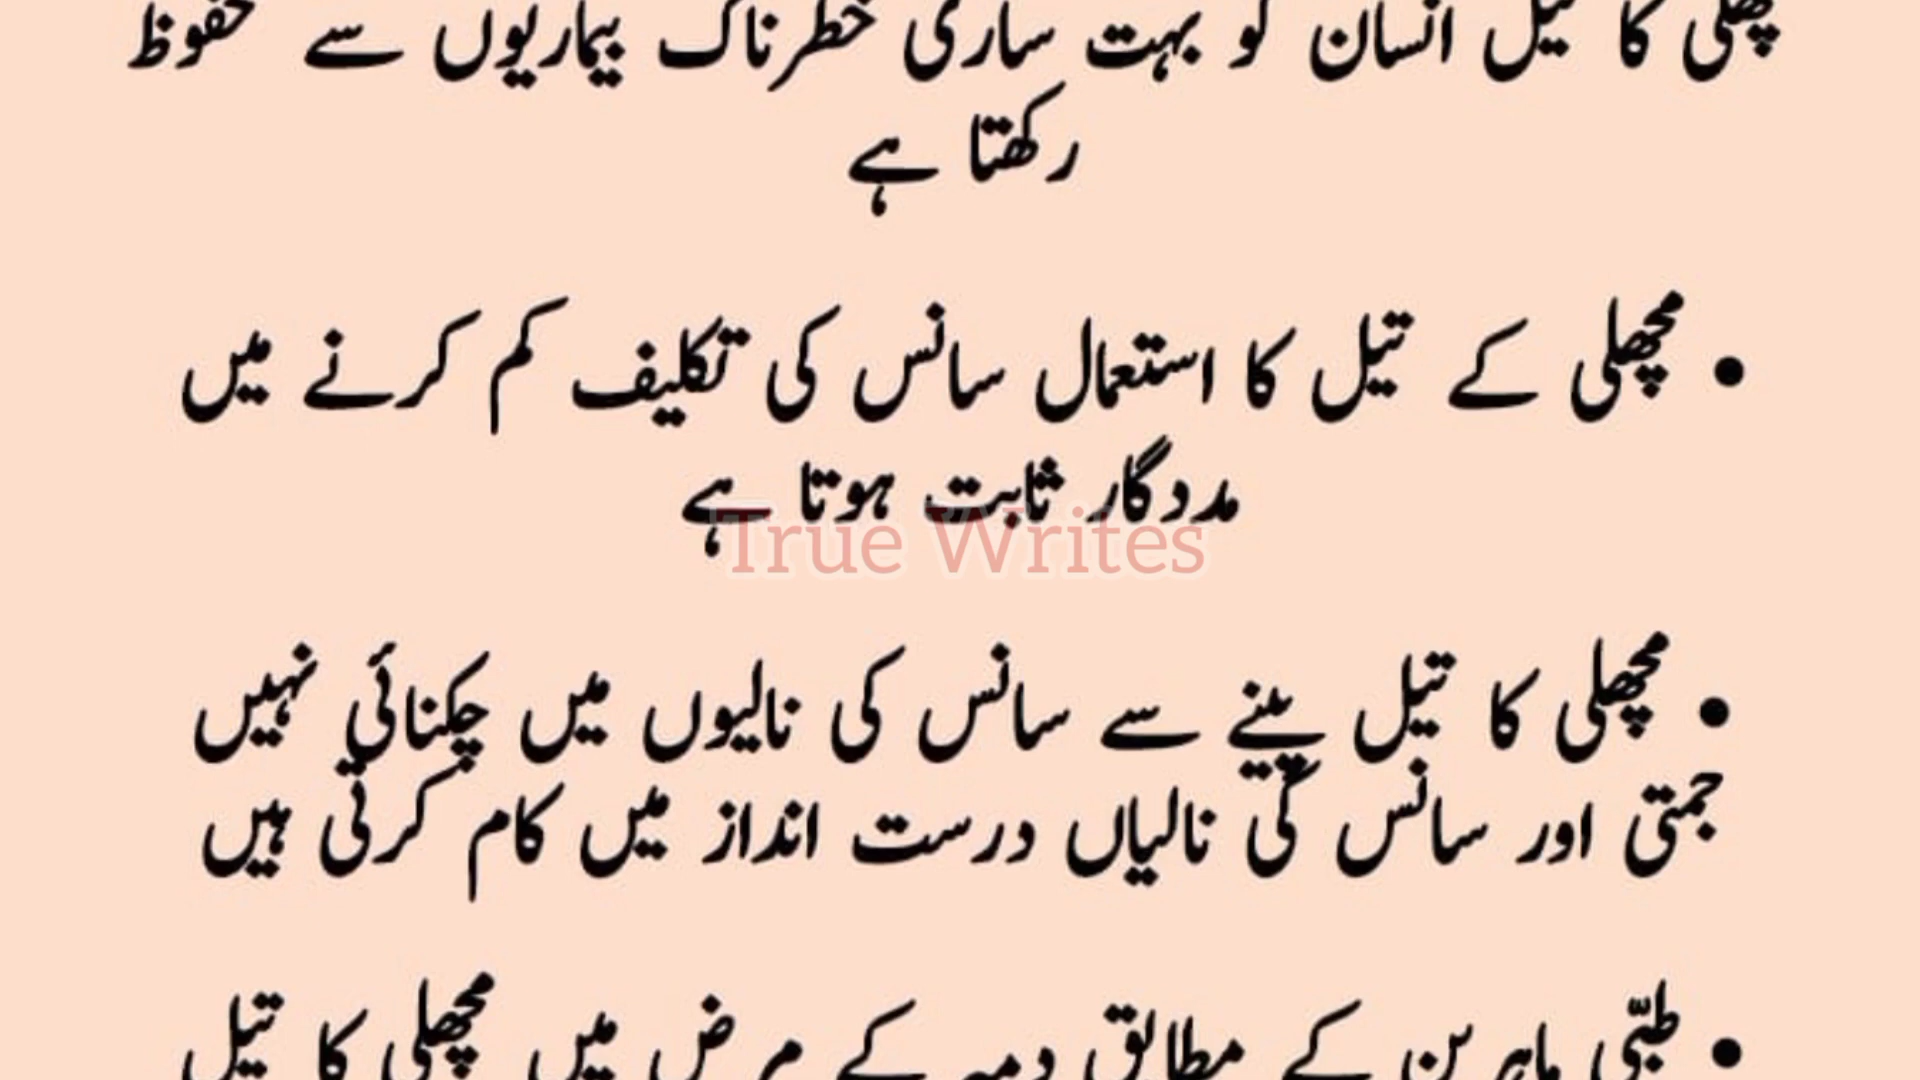 مچھلی کا تیل انسان کو بہت ساری خطرناک بیماریوں سے محفوظ
رکھتا ہے
• مچھلی کے تیل کا استعمال سانس کی تکلیف کم کرنے میں
مددگار ثابت ہوتا ہے
True Writes
• مچھلی کا تیل پینے سے سانس کی نالیوں میں چکنائی نہیں
جمتی اور سانس کی نالیاں درست انداز میں کام کرتی ہیں
• طبّی ماہرین کے مطابق دمہ کے مرض میں مچھلی کا تیل